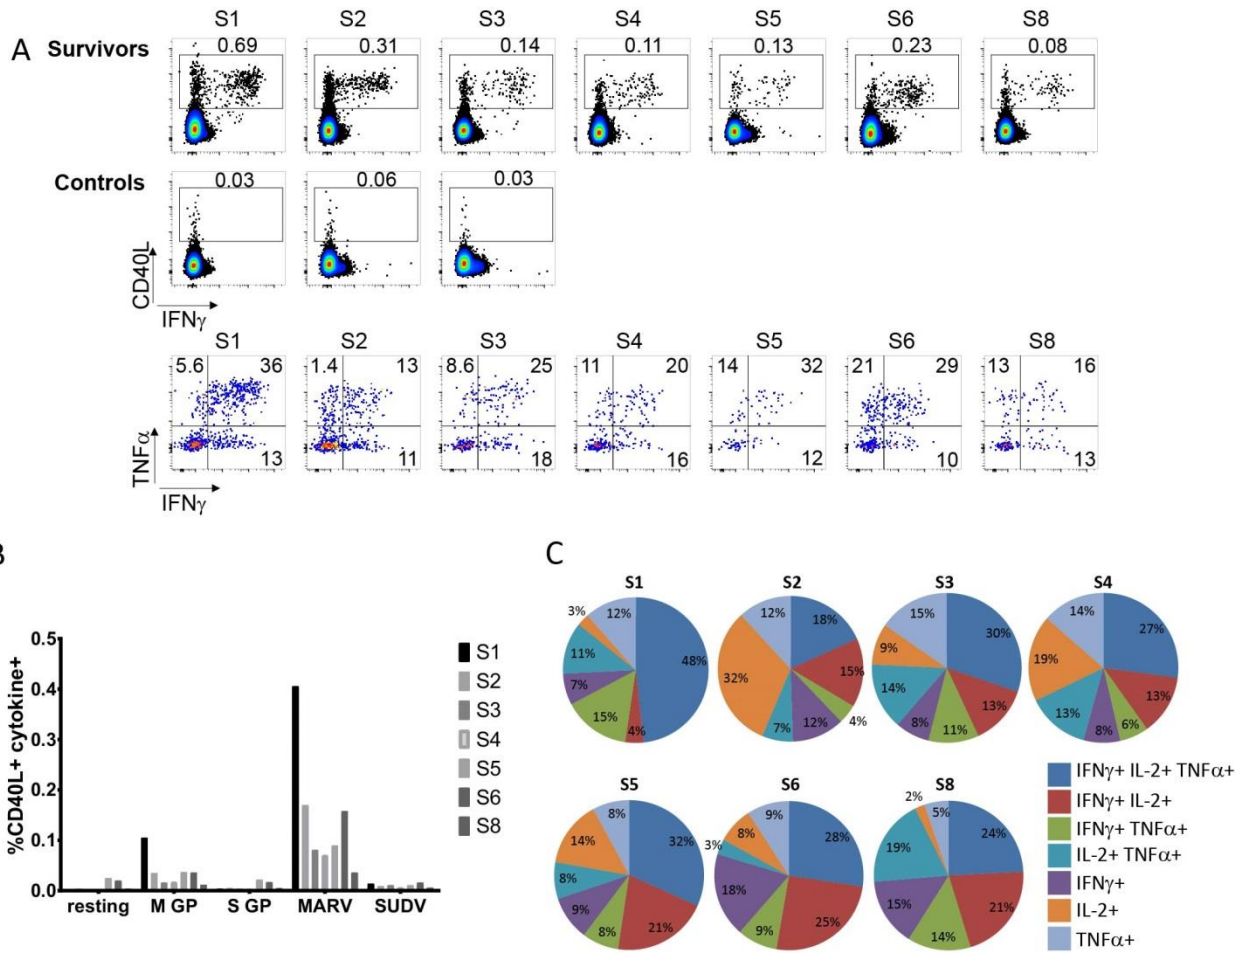 A
Survivors
S1 S2 S3 S4 S5 S6 S8
0.69 0.31 0.14 0.11 0.13 0.23 0.08
Controls
0.03 0.06 0.03
CD40L
IFNγ
S1 S2 S3 S4 S5 S6 S8
5.6 36 1.4 13 8.6 25 11 20 14 32 21 29 13 16
13 11 18 16 12 10 13
TNFα
IFNγ
B
%CD40L+ cytokine+
0.5
0.4
0.3
0.2
0.1
0.0
resting M GP S GP MARV SUDV
S1
S2
S3
S4
S5
S6
S8
C
S1
48%
4%
15%
7%
11%
3%
12%
S2
18%
15%
4%
12%
7%
32%
12%
S3
30%
13%
11%
8%
14%
9%
15%
S4
27%
13%
6%
8%
13%
19%
14%
S5
32%
21%
8%
9%
8%
14%
8%
S6
28%
25%
9%
18%
3%
8%
9%
S8
24%
21%
14%
15%
19%
2%
5%
IFNγ+ IL-2+ TNFα+
IFNγ+ IL-2+
IFNγ+ TNFα+
IL-2+ TNFα+
IFNγ+
IL-2+
TNFα+